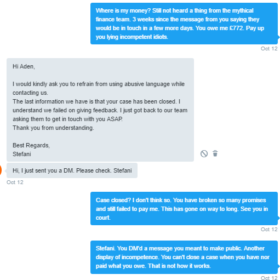 Where is my money? Still not heard a thing from the mythical
finance team. 3 weeks since the message from you saying they
would be in touch in a few more days. You owe me £772. Pay up
you lying incompetent idiots.
Oct 12
Hi Aden,
I would kindly ask you to refrain from using abusive language while
contacting us.
The last information we have is that your case has been closed. I
understand we failed on giving feedback. I just got back to our team
asking them to get in touch with you ASAP.
Thank you from understanding.
Best Regards,
Stefani
Hi, I just sent you a DM. Please check. Stefani
Oct 12
Case closed? I don't think so. You have broken so many promises
and still failed to pay me. This has gone on way to long. See you in
court.
Oct 12
Stefani. You DM'd a message you meant to make public. Another
display of incompetence. You can't close a case when you have not
paid what you owe. That is not how it works.
Oct 12